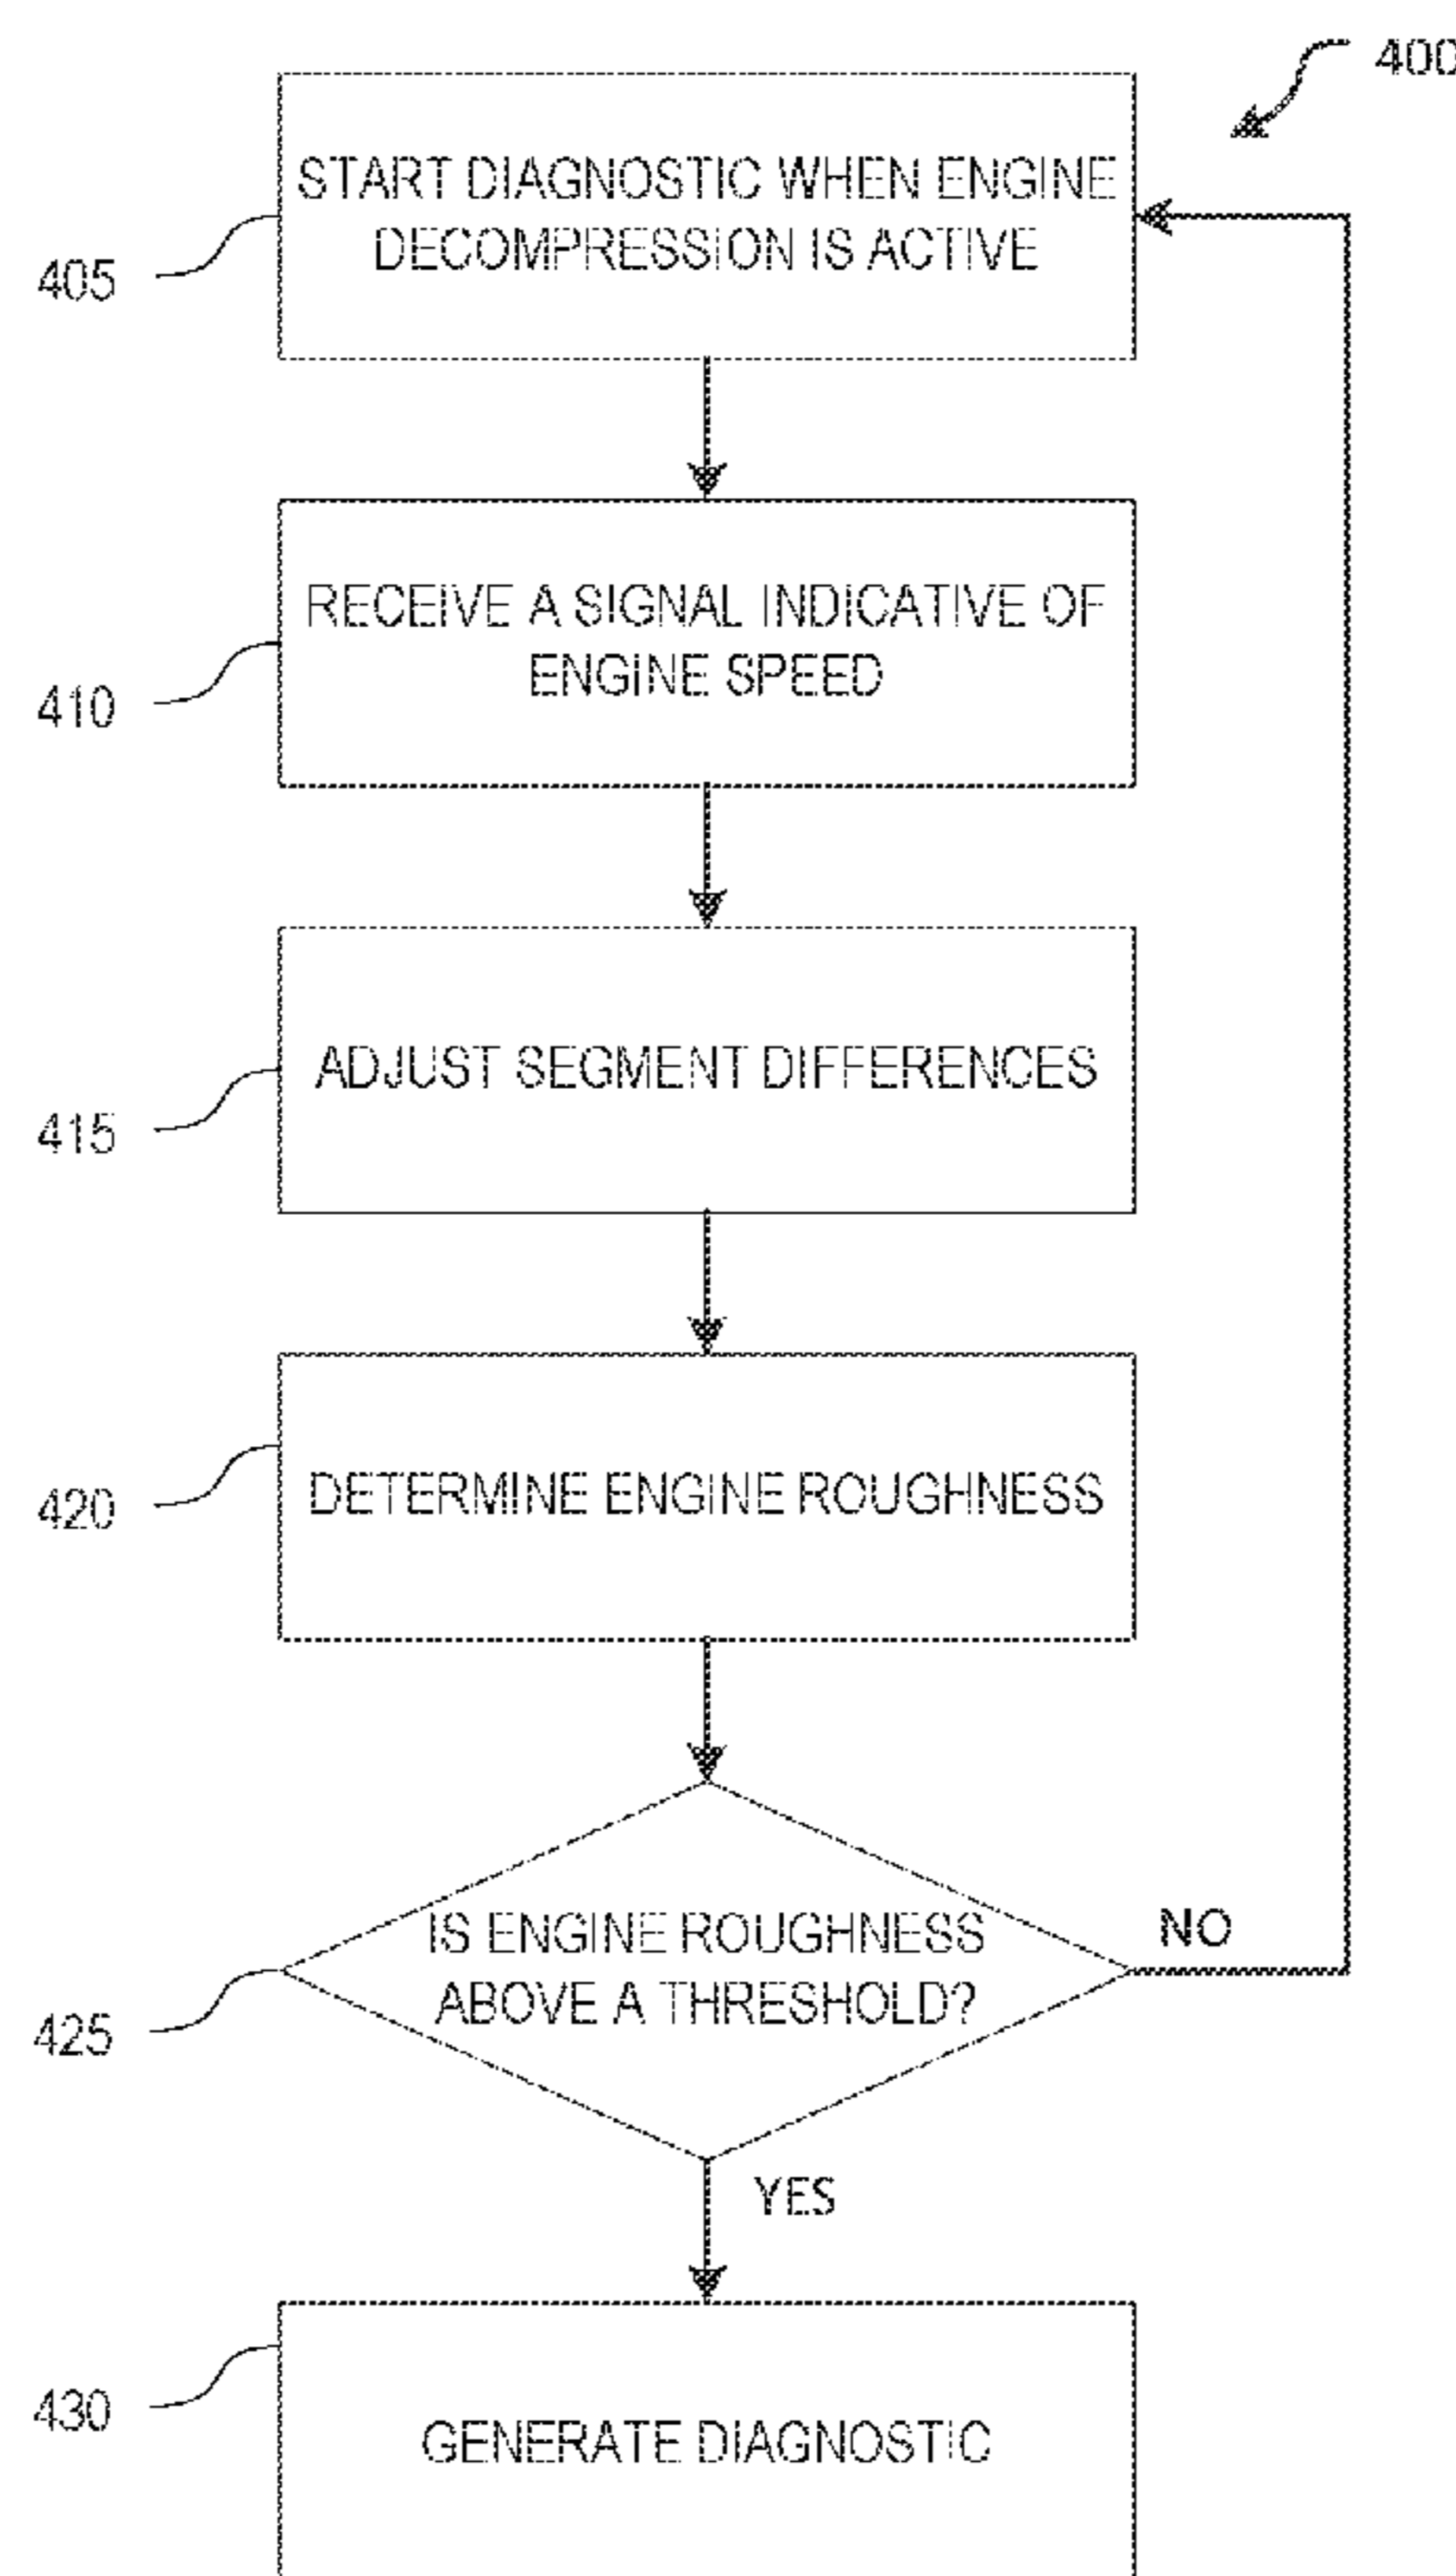 400
START DIAGNOSTIC WHEN ENGINE
DECOMPRESSION IS ACTIVE
405
RECEIVE A SIGNAL INDICATIVE OF
ENGINE SPEED
410
ADJUST SEGMENT DIFFERENCES
415
DETERMINE ENGINE ROUGHNESS
420
IS ENGINE ROUGHNESS
ABOVE A THRESHOLD?
NO
425
YES
GENERATE DIAGNOSTIC
430